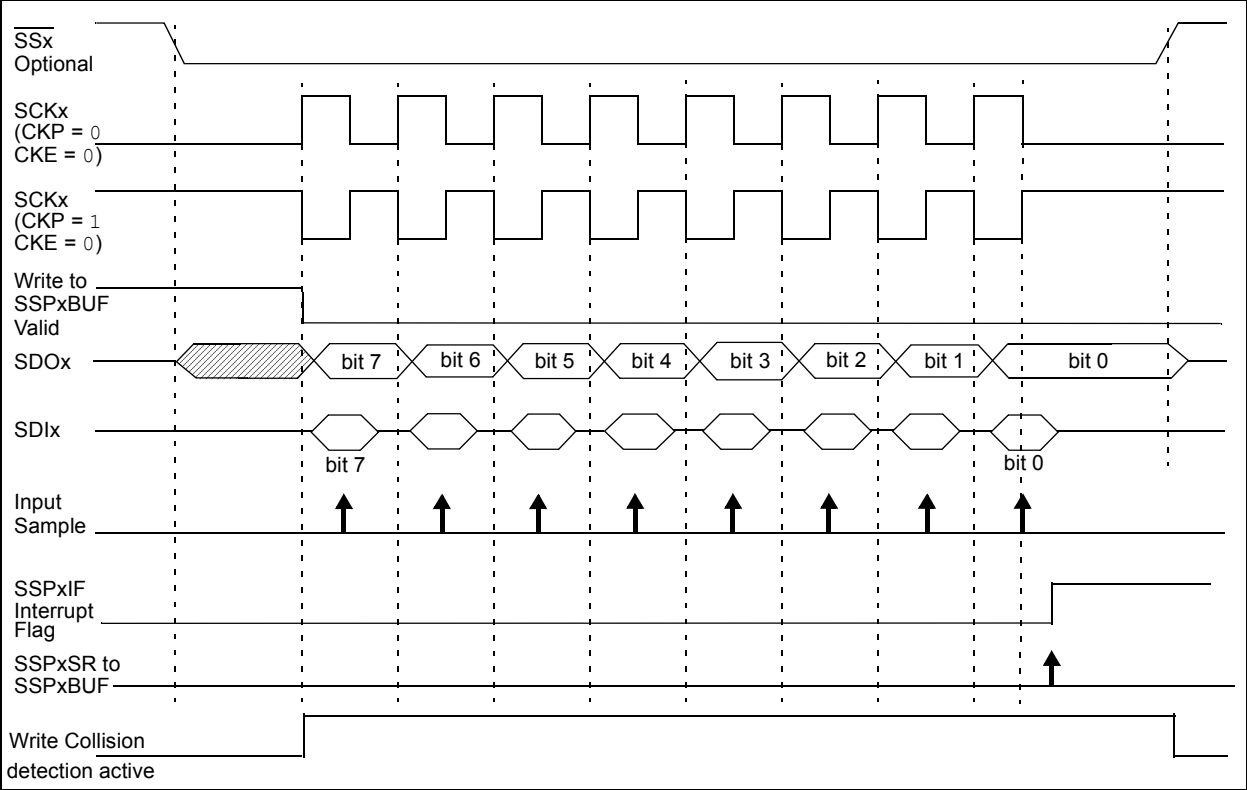 SSx
Optional
SCKx
(CKP = 0
CKE = 0)
SCKx
(CKP = 1
CKE = 0)
Write to
SSPxBUF
Valid
SDOx
bit 7
bit 6
bit 5
bit 4
bit 3
bit 2
bit 1
bit 0
SDIx
bit 7
bit 0
Input
Sample
SSPxIF
Interrupt
Flag
SSPxSR to
SSPxBUF
Write Collision
detection active